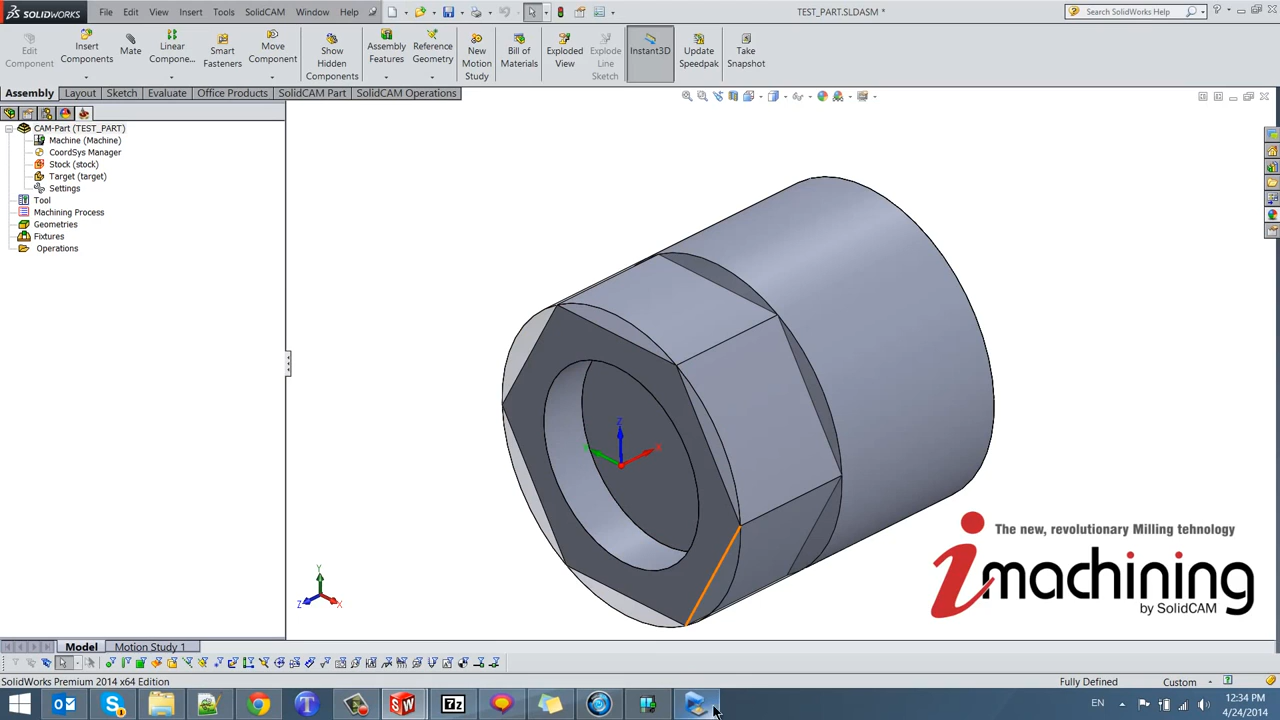 SOLIDWORKS File Edit View Insert Tools SolidCAM Window Help TEST_PART.SLDASM * Search SolidWorks Help
Edit Component
Insert Components
Mate
Linear Compone...
Smart Fasteners
Move Component
Show Hidden Components
Assembly Features
Reference Geometry
New Motion Study
Bill of Materials
Exploded View
Explode Line Sketch
Instant3D
Update Speedpak
Take Snapshot
Assembly Layout Sketch Evaluate Office Products SolidCAM Part SolidCAM Operations
CAM-Part (TEST_PART)
Machine (Machine)
CoordSys Manager
Stock (stock)
Target (target)
Settings
Tool
Machining Process
Geometries
Fixtures
Operations
Z
X
Y
Z
X
The new, revolutionary Milling tehnology
imachining
by SolidCAM
Model Motion Study 1
SolidWorks Premium 2014 x64 Edition Fully Defined Custom
EN 12:34 PM
4/24/2014